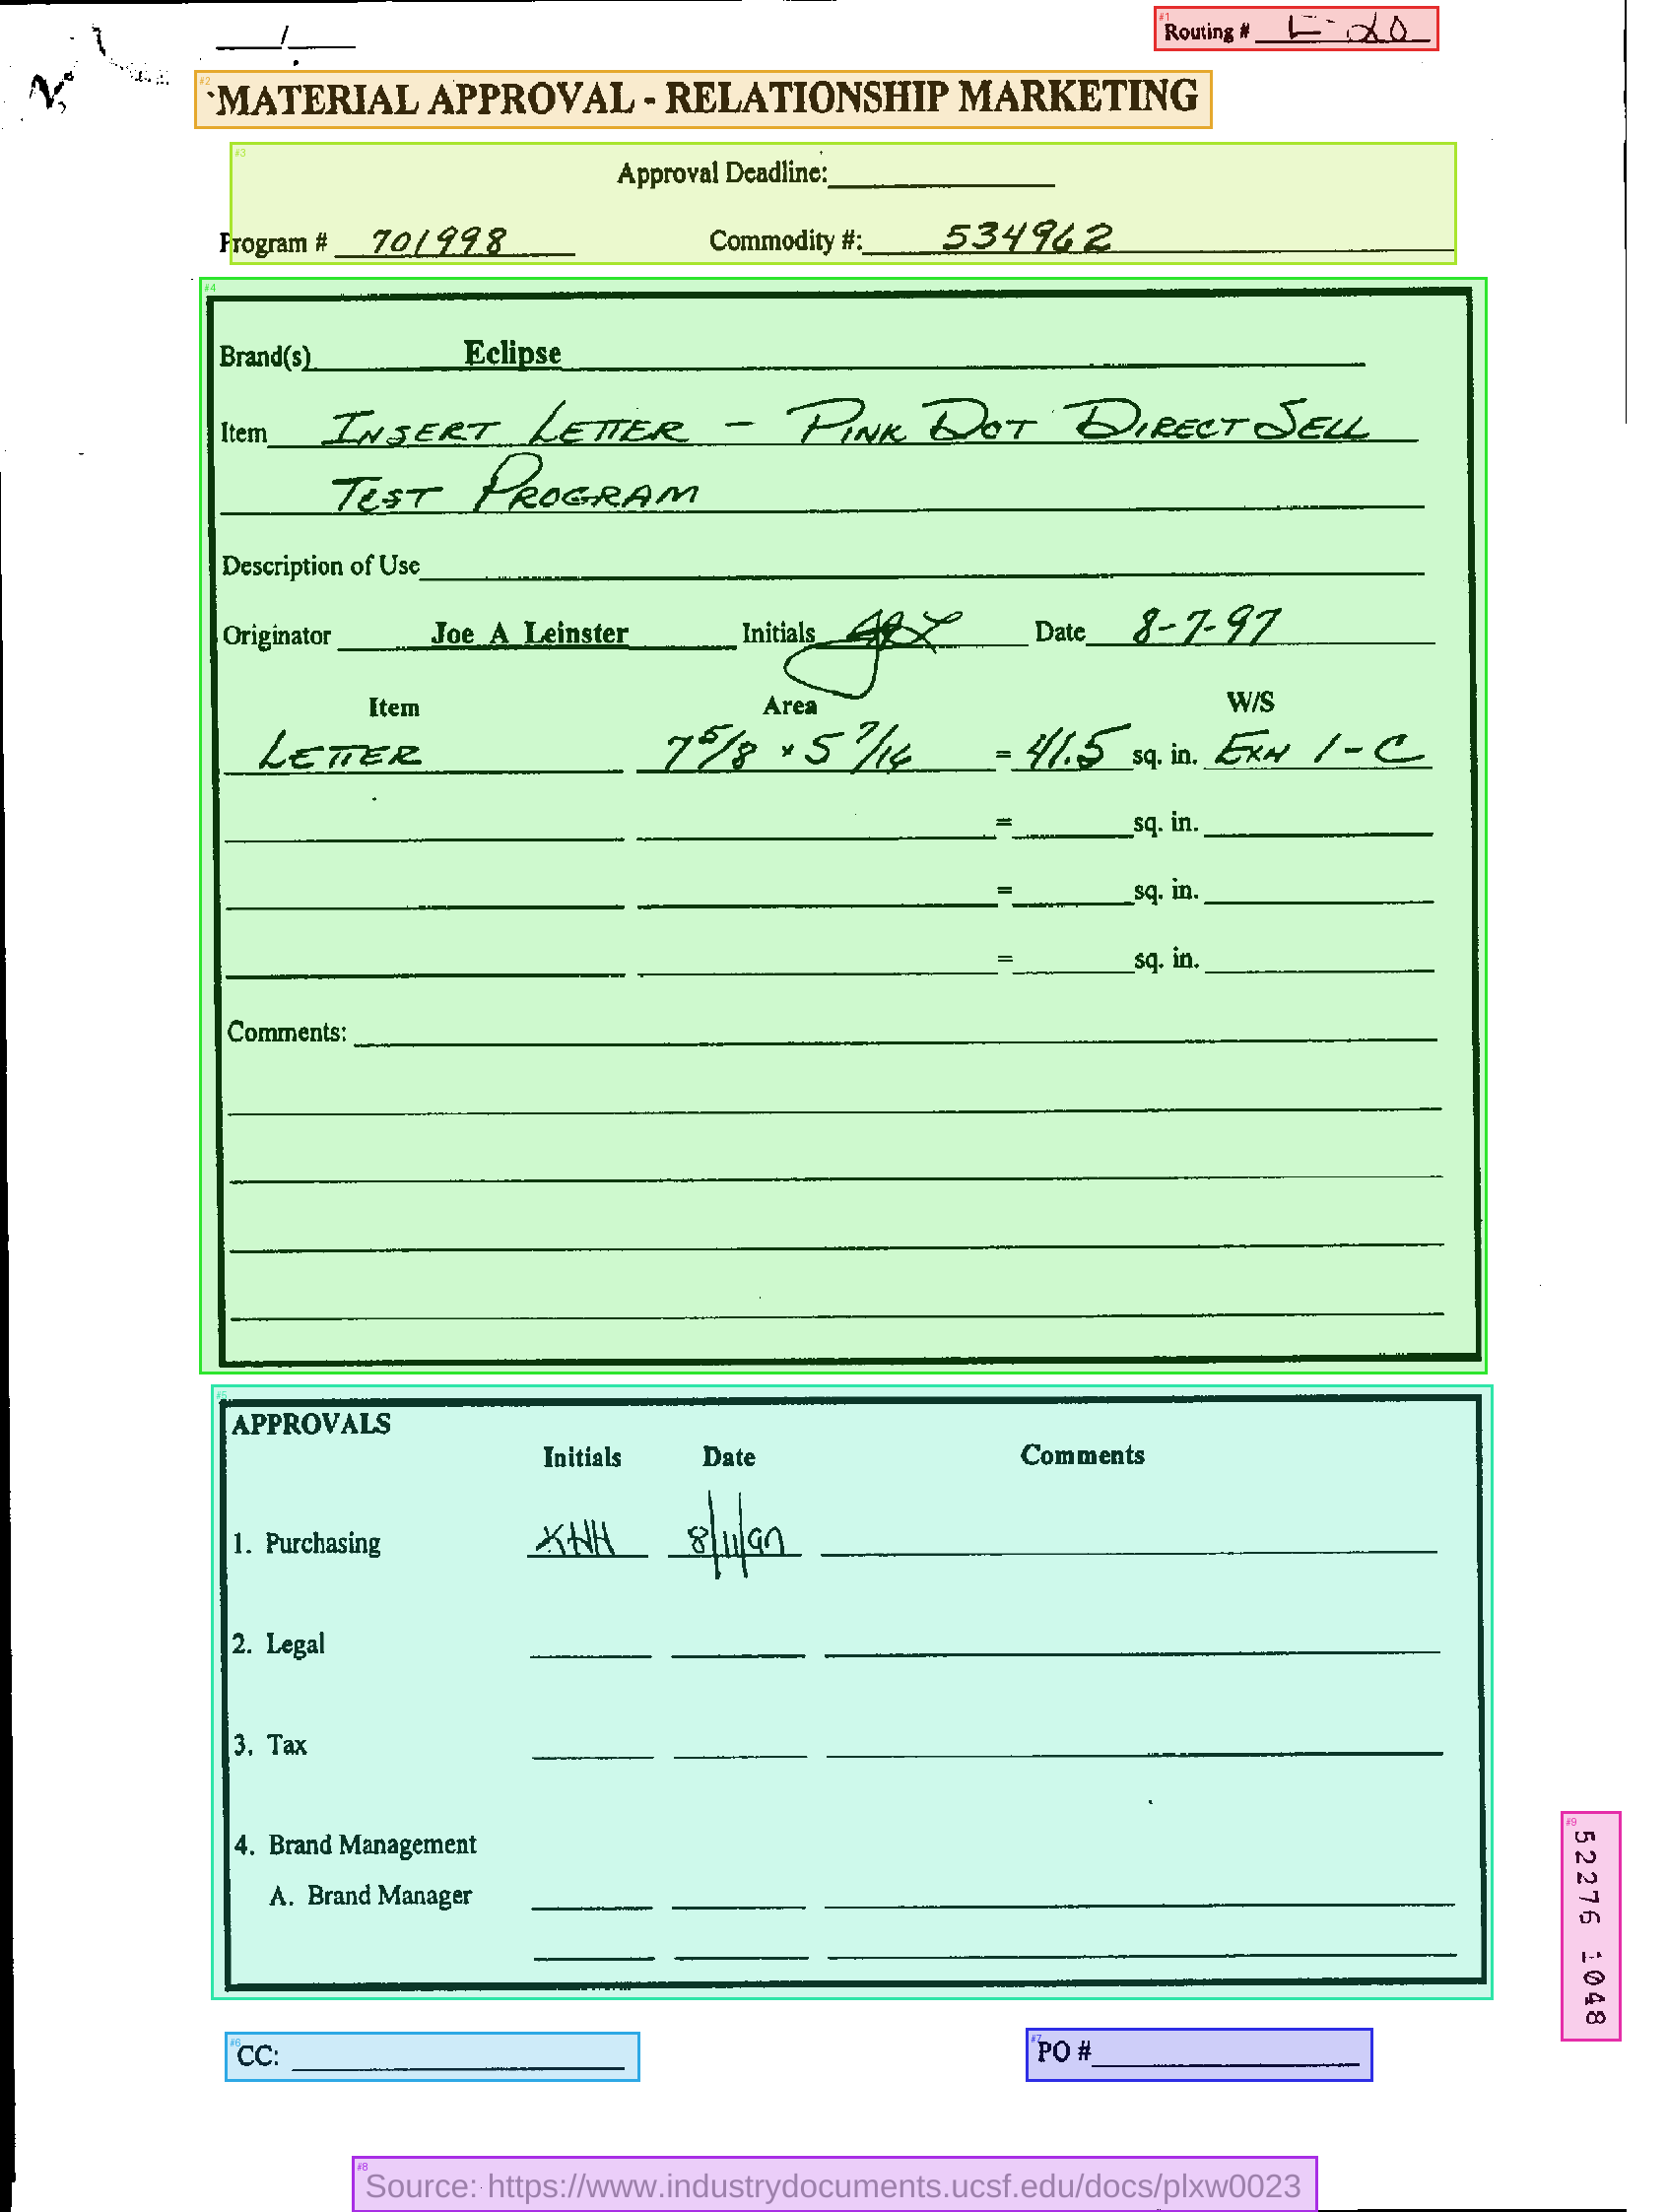 Routing # E-20
MATERIAL APPROVAL - RELATIONSHIP MARKETING
Approval Deadline:
Program # 701998 Commodity #: 534962
Brand(s) Eclipse
Item INSERT LETTER - PINK DOT DIRECT SELL
TEST PROGRAM
Description of Use
Originator Joe A Leinster Initials Date 8-7-97
Item Area W/S
LETTER 7 5/8 x 5 7/16 = 41.5 sq. in. EXH 1-C
= sq. in.
= sq. in.
= sq. in.
Comments:
APPROVALS
Initials Date Comments
1. Purchasing KHH 8/11/97
2. Legal
3. Tax
4. Brand Management
A. Brand Manager
52276 1048
CC: PO #
Source: https://www.industrydocuments.ucsf.edu/docs/plxw0023